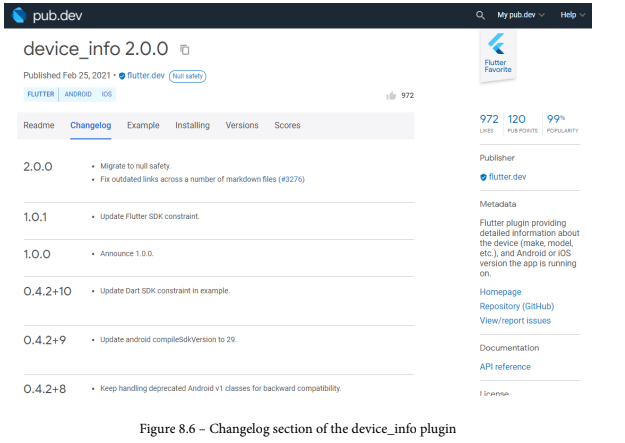 pub.dev
My pub.dev
Help
device_info 2.0.0
Published Feb 25, 2021 • flutter.dev Null safety
FLUTTER ANDROID IOS
972
Readme Changelog Example Installing Versions Scores
2.0.0
• Migrate to null safety.
• Fix outdated links across a number of markdown files (#3276)
1.0.1
• Update Flutter SDK constraint.
1.0.0
• Announce 1.0.0.
0.4.2+10
• Update Dart SDK constraint in example.
0.4.2+9
• Update android compileSdkVersion to 29.
0.4.2+8
• Keep handling deprecated Android v1 classes for backward compatibility.
Flutter
Favorite
972 120 99%
LIKES PUB POINTS POPULARITY
Publisher
flutter.dev
Metadata
Flutter plugin providing
detailed information about
the device (make, model,
etc.), and Android or iOS
version the app is running
on.
Homepage
Repository (GitHub)
View/report issues
Documentation
API reference
License
Figure 8.6 – Changelog section of the device_info plugin